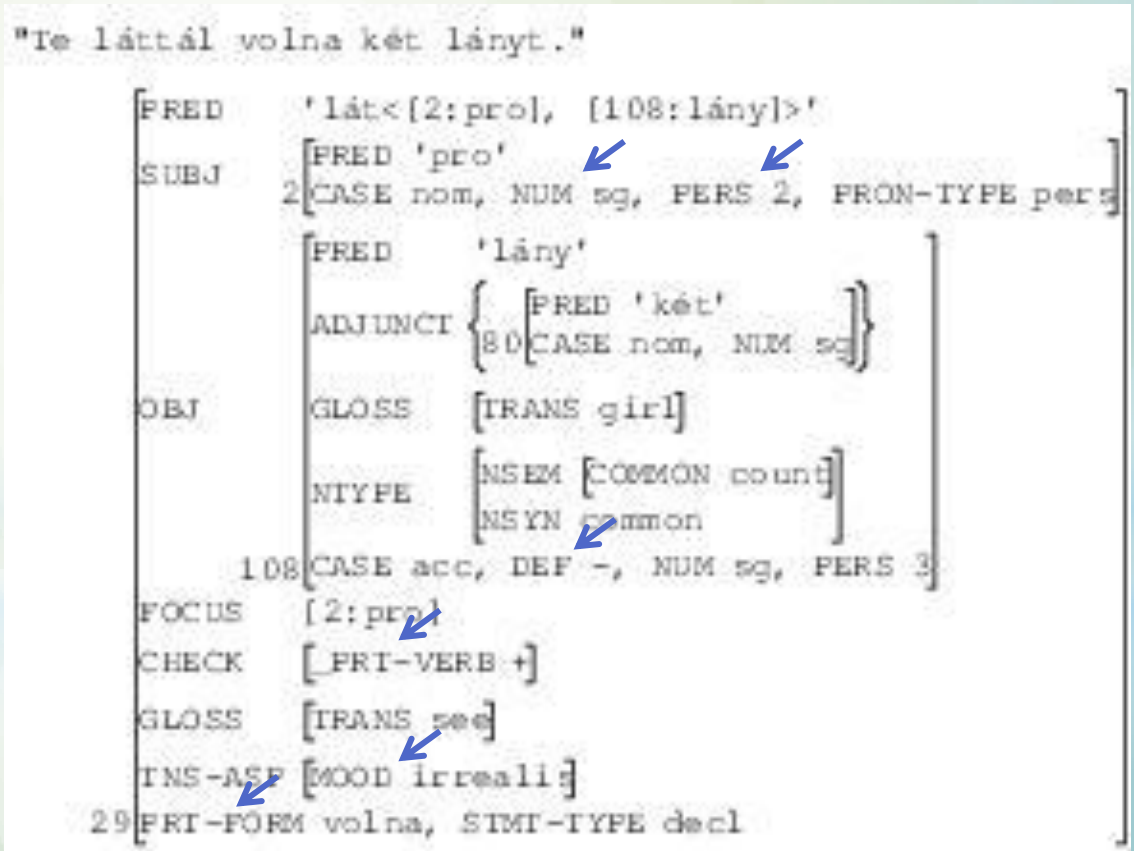 "Te láttál volna két lányt."
PRED 'lát<[2:pro], [108:lány]>'
PRED 'pro'
SUBJ
2 CASE nom, NUM sg, PERS 2, PRON-TYPE pers
PRED 'lány'
PRED 'két'
ADJUNCT
80 CASE nom, NUM sg
OBJ GLOSS [TRANS girl]
NSEM [COMMON count]
NTYPE
NSYN common
108 CASE acc, DEF -, NUM sg, PERS 3
FOCUS [2:pro]
CHECK [_PRT-VERB +]
GLOSS [TRANS see]
TNS-ASP [MOOD irrealis]
29 PRT-FORM volna, STMT-TYPE decl